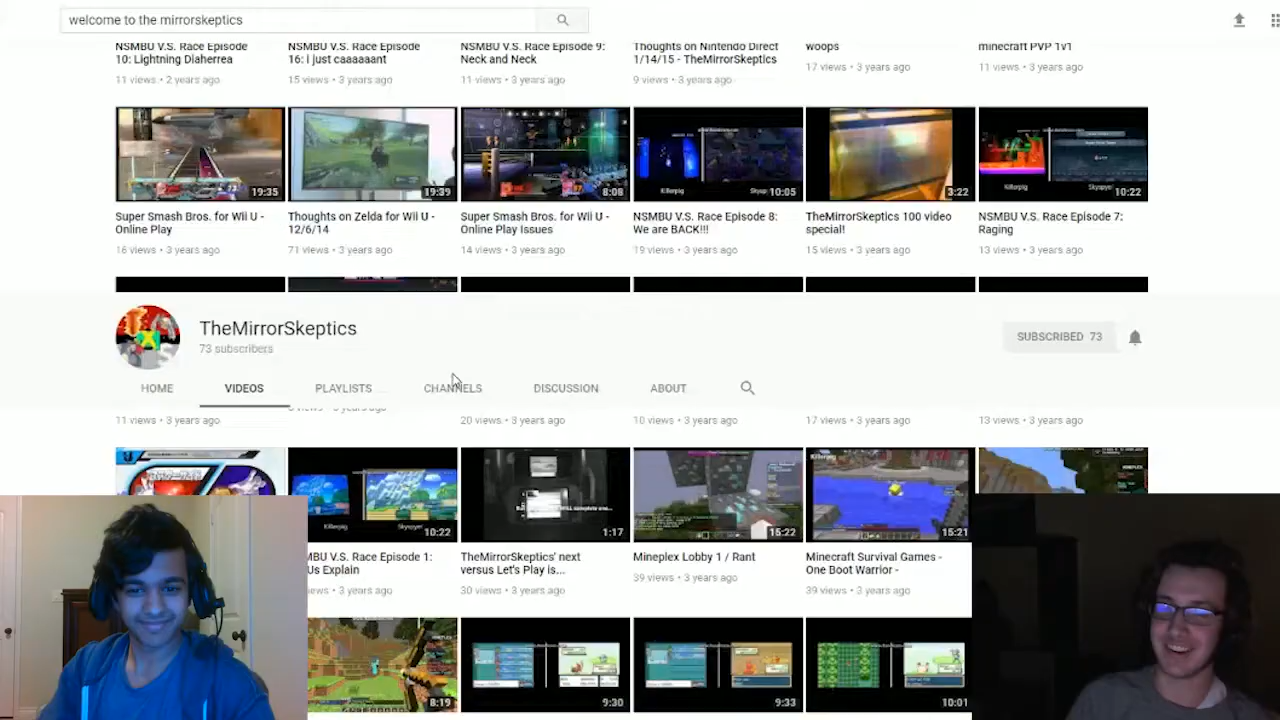 welcome to the mirrorskeptics
NSMBU V.S. Race Episode
10: Lightning Diaherrea
11 views • 2 years ago
NSMBU V.S. Race Episode
16: i just caaaaaant
15 views • 3 years ago
NSMBU V.S. Race Episode 9:
Neck and Neck
11 views • 3 years ago
Thoughts on Nintendo Direct
1/14/15 - TheMirrorSkeptics
9 views • 3 years ago
woops
17 views • 3 years ago
minecraft PVP 1v1
11 views • 3 years ago
19:35
19:39
8:08
Killerpig
10:05
3:22
Killerpig
Skyspyer
10:22
Super Smash Bros. for Wii U -
Online Play
16 views • 3 years ago
Thoughts on Zelda for Wii U -
12/6/14
71 views • 3 years ago
Super Smash Bros. for Wii U -
Online Play Issues
14 views • 3 years ago
NSMBU V.S. Race Episode 8:
We are BACK!!!
19 views • 3 years ago
TheMirrorSkeptics 100 video
special!
15 views • 3 years ago
NSMBU V.S. Race Episode 7:
Raging
13 views • 3 years ago
TheMirrorSkeptics
73 subscribers
SUBSCRIBED 73
HOME
VIDEOS
PLAYLISTS
CHANNELS
DISCUSSION
ABOUT
11 views • 3 years ago
views • 3 years ago
20 views • 3 years ago
10 views • 3 years ago
17 views • 3 years ago
13 views • 3 years ago
Killerpig
Skyspyer
10:22
1:17
15:22
Killerpig
15:21
MBU V.S. Race Episode 1:
Us Explain
views • 3 years ago
TheMirrorSkeptics' next
versus Let's Play is...
30 views • 3 years ago
Mineplex Lobby 1 / Rant
39 views • 3 years ago
Minecraft Survival Games -
One Boot Warrior -
39 views • 3 years ago
8:19
9:30
9:33
10:01